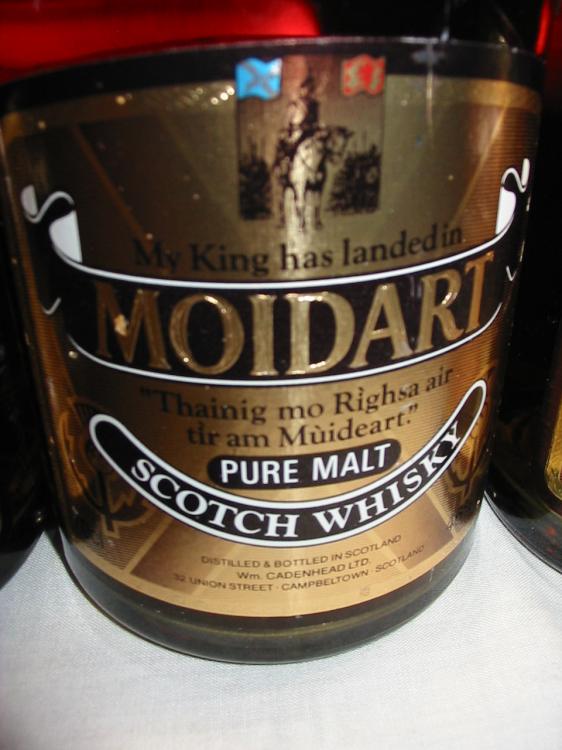 My King has landed in
MOIDART
"Thainig mo Rìghsa air
tìr am Mùideart."
PURE MALT
SCOTCH WHISKY
DISTILLED & BOTTLED IN SCOTLAND
Wm. CADENHEAD LTD.
32 UNION STREET · CAMPBELTOWN · SCOTLAND